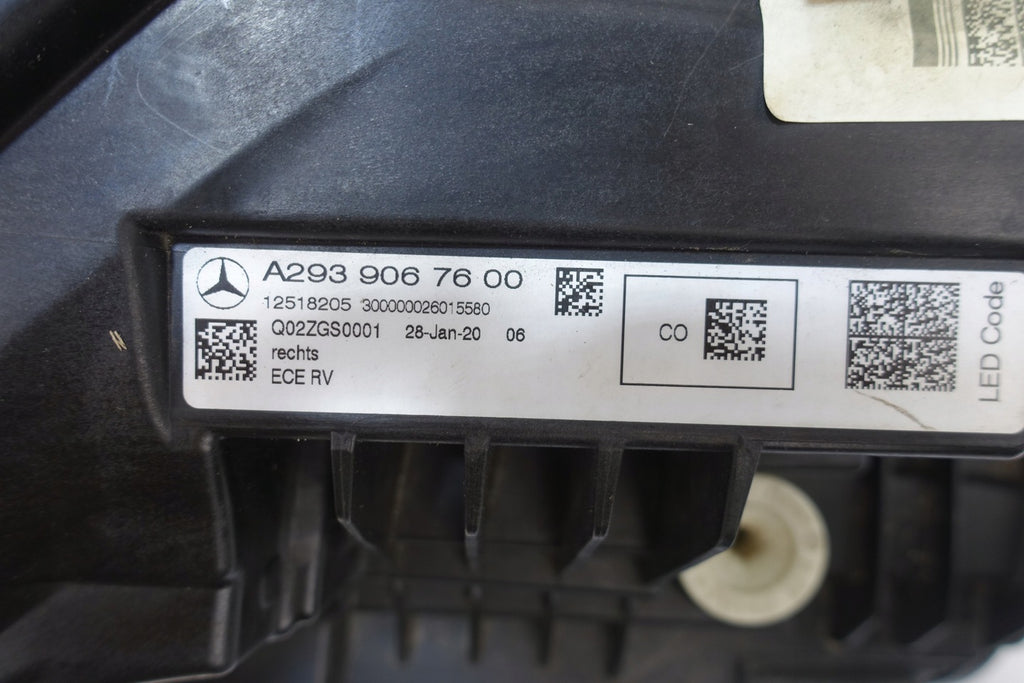 A293 906 76 00
12518205 300000026015580
Q02ZGS0001 28-Jan-20 06
rechts
ECE RV
CO
LED Code